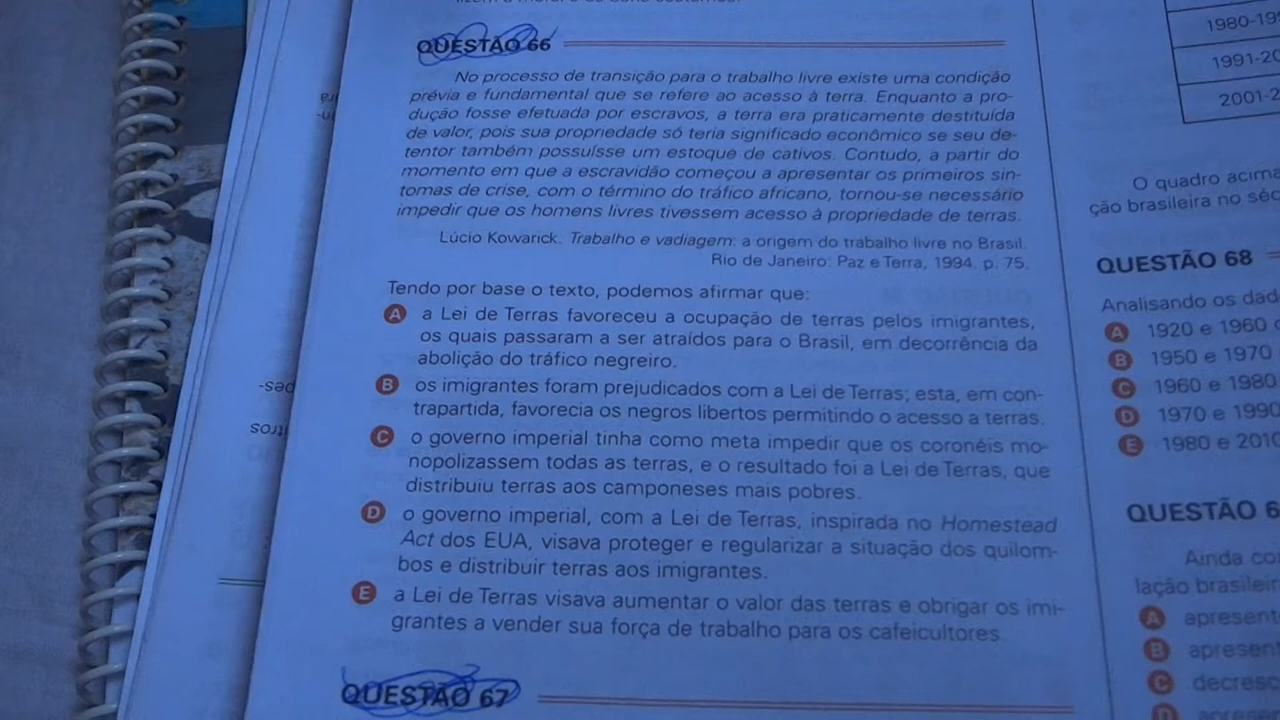 QUESTÃO 66
No processo de transição para o trabalho livre existe uma condição
prévia e fundamental que se refere ao acesso à terra. Enquanto a pro-
dução fosse efetuada por escravos, a terra era praticamente destituída
de valor, pois sua propriedade só teria significado econômico se seu de-
tentor também possuísse um estoque de cativos. Contudo, a partir do
momento em que a escravidão começou a apresentar os primeiros sin-
tomas de crise, com o término do tráfico africano, tornou-se necessário
impedir que os homens livres tivessem acesso à propriedade de terras.
Lúcio Kowarick. Trabalho e vadiagem: a origem do trabalho livre no Brasil.
Rio de Janeiro: Paz e Terra, 1994. p. 75.
Tendo por base o texto, podemos afirmar que:
A a Lei de Terras favoreceu a ocupação de terras pelos imigrantes,
os quais passaram a ser atraídos para o Brasil, em decorrência da
abolição do tráfico negreiro.
B os imigrantes foram prejudicados com a Lei de Terras; esta, em con-
trapartida, favorecia os negros libertos permitindo o acesso a terras.
C o governo imperial tinha como meta impedir que os coronéis mo-
nopolizassem todas as terras, e o resultado foi a Lei de Terras, que
distribuiu terras aos camponeses mais pobres.
D o governo imperial, com a Lei de Terras, inspirada no Homestead
Act dos EUA, visava proteger e regularizar a situação dos quilom-
bos e distribuir terras aos imigrantes.
E a Lei de Terras visava aumentar o valor das terras e obrigar os imi-
grantes a vender sua força de trabalho para os cafeicultores.
QUESTÃO 67
1980-19
1991-20
2001-2
O quadro acima
ção brasileira no séc
QUESTÃO 68
Analisando os dad
A 1920 e 1960
B 1950 e 1970
C 1960 e 1980
D 1970 e 1990
E 1980 e 2010
QUESTÃO 6
Ainda co
lação brasileir
A apresent
B apresen
C decresc
D apresen